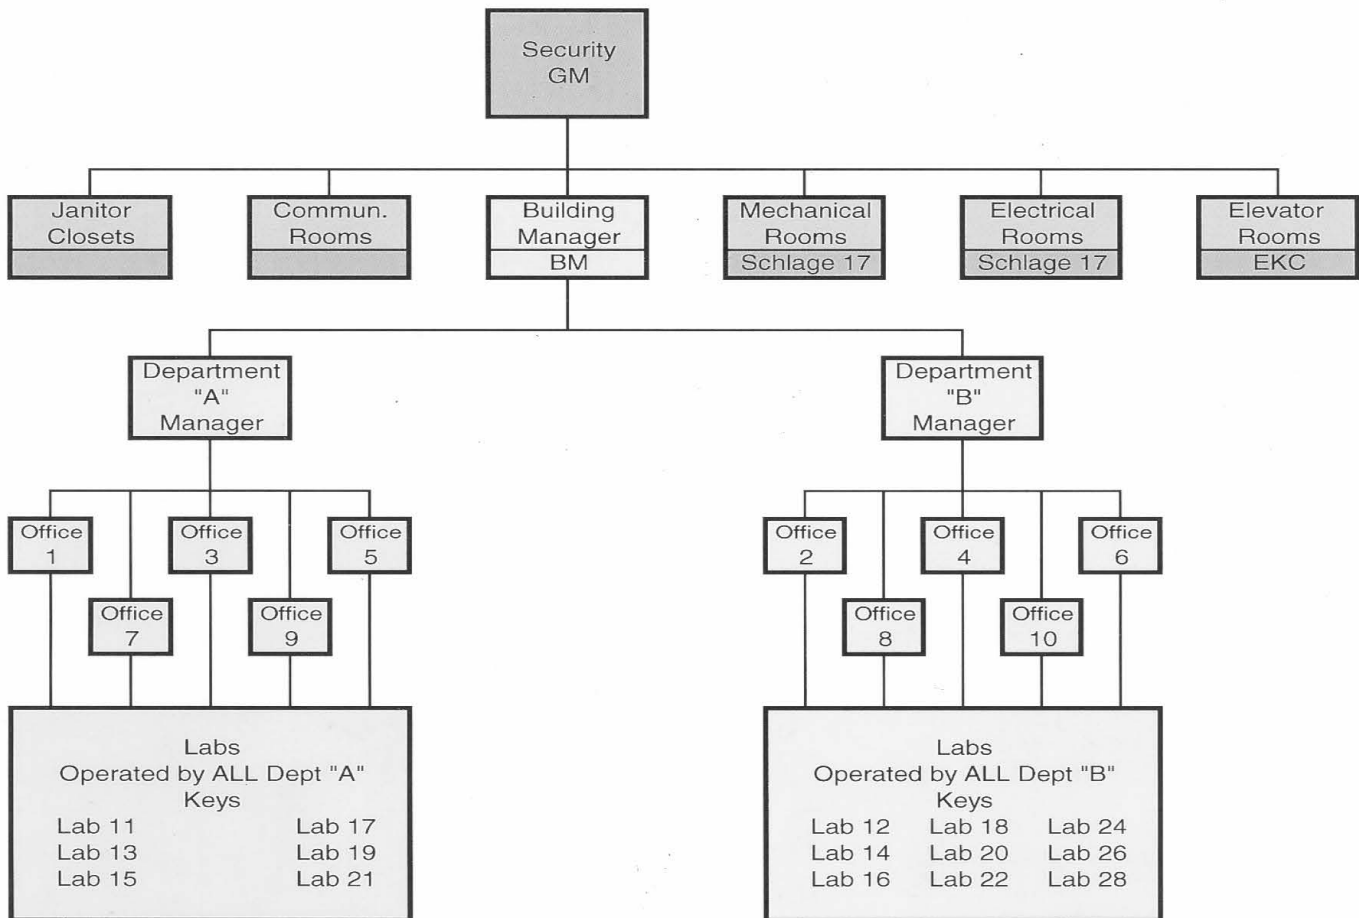 Security
GM
Janitor
Closets
Commun.
Rooms
Building
Manager
BM
Mechanical
Rooms
Schlage 17
Electrical
Rooms
Schlage 17
Elevator
Rooms
EKC
Department
"A"
Manager
Department
"B"
Manager
Office
1
Office
3
Office
5
Office
7
Office
9
Office
2
Office
4
Office
6
Office
8
Office
10
Labs
Operated by ALL Dept "A"
Keys
Lab 11 Lab 17
Lab 13 Lab 19
Lab 15 Lab 21
Labs
Operated by ALL Dept "B"
Keys
Lab 12 Lab 18 Lab 24
Lab 14 Lab 20 Lab 26
Lab 16 Lab 22 Lab 28